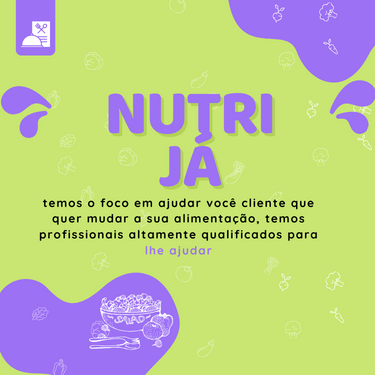 NUTRI
JÁ
temos o foco em ajudar você cliente que
quer mudar a sua alimentação, temos
profissionais altamente qualificados para
lhe ajudar
SALAD